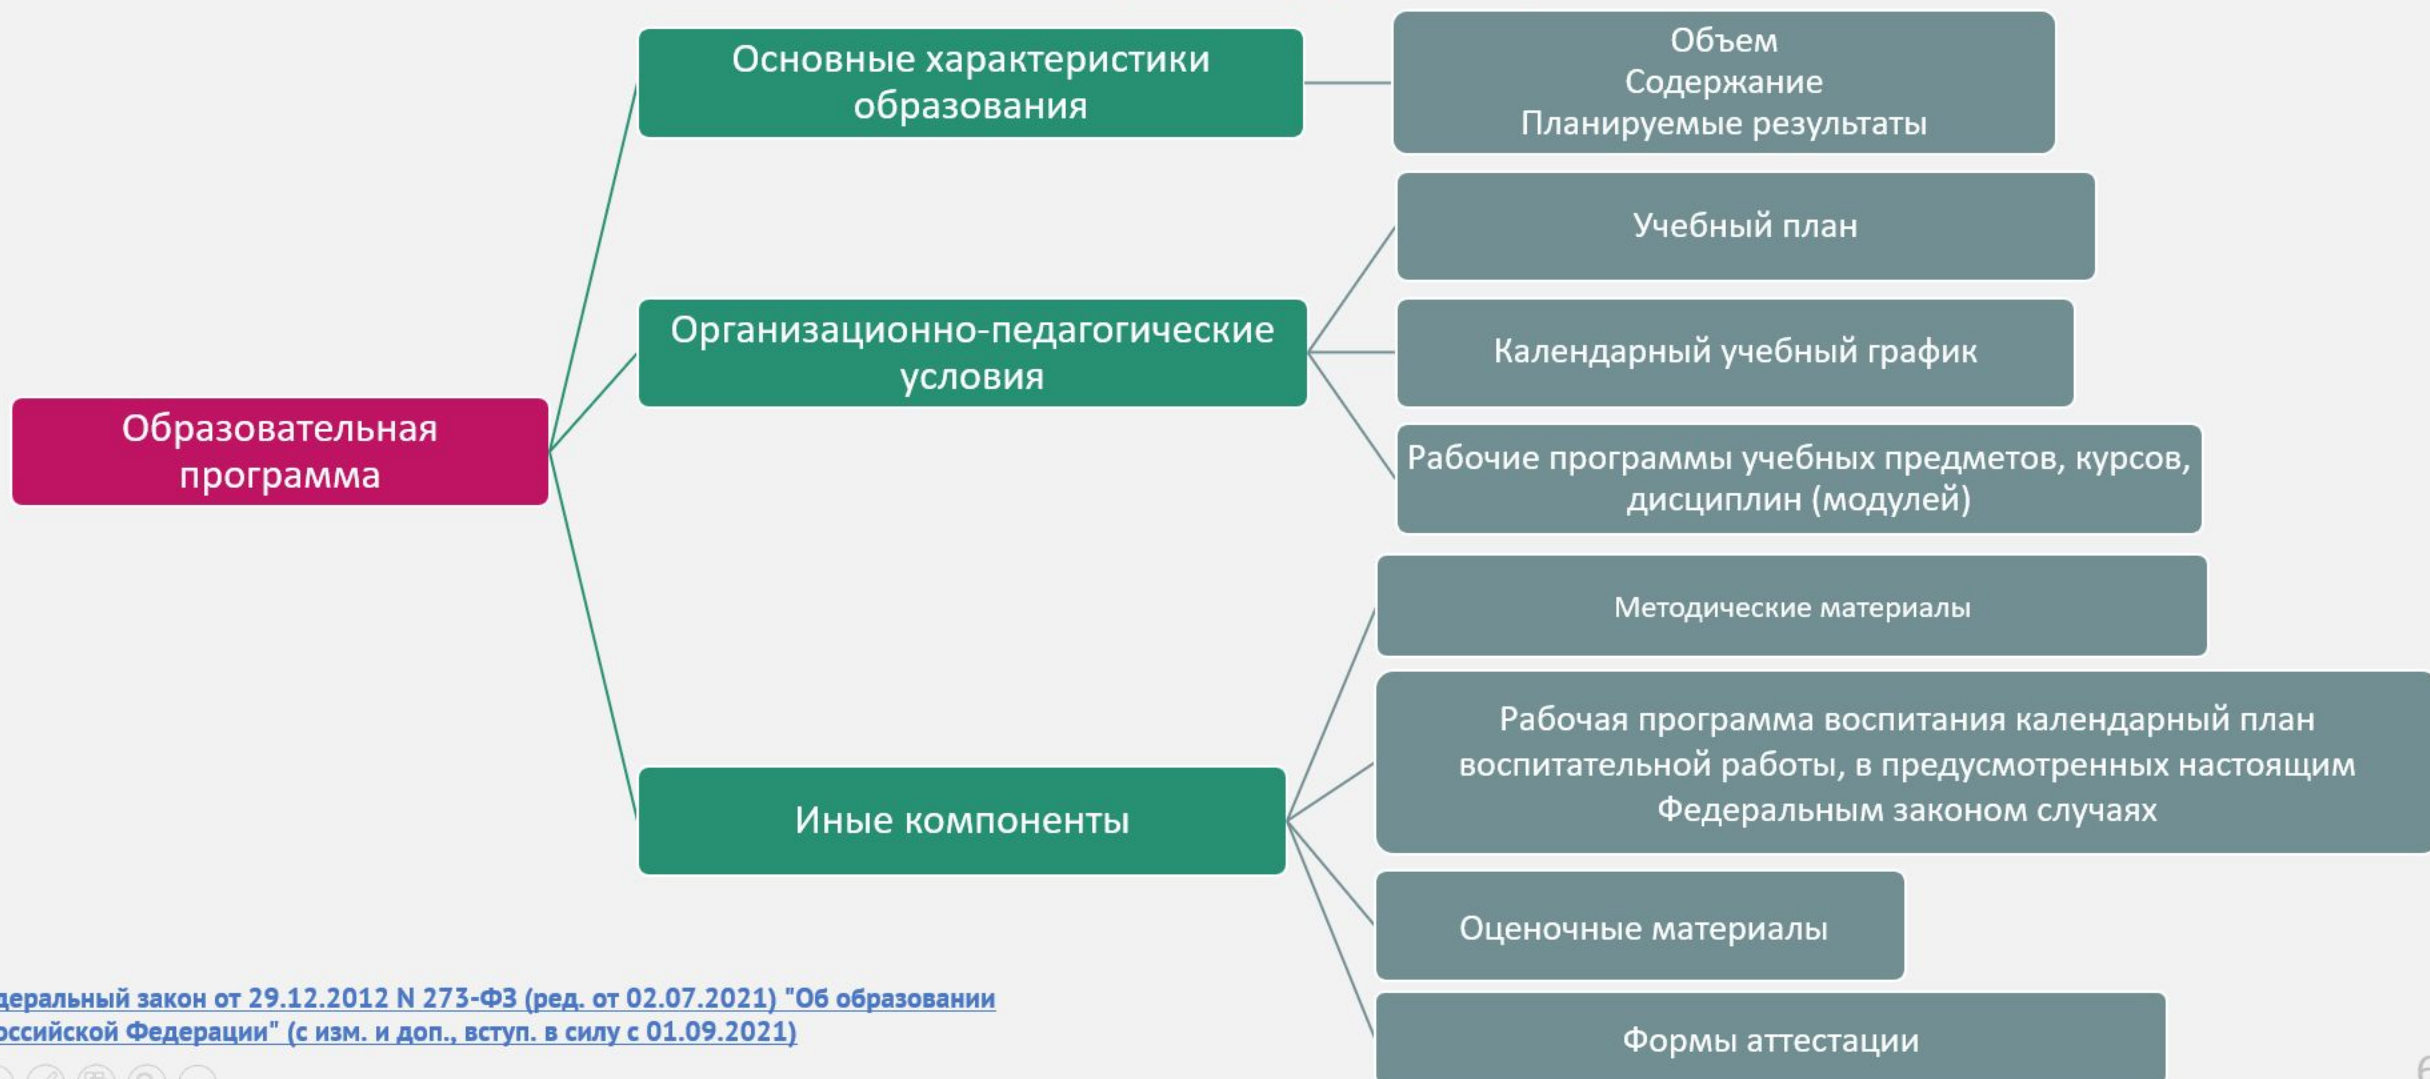 Основные характеристики
образования
Объем
Содержание
Планируемые результаты
Учебный план
Организационно-педагогические
условия
Календарный учебный график
Образовательная
программа
Рабочие программы учебных предметов, курсов,
дисциплин (модулей)
Методические материалы
Рабочая программа воспитания календарный план
воспитательной работы, в предусмотренных настоящим
Федеральным законом случаях
Иные компоненты
Оценочные материалы
Формы аттестации
деральный закон от 29.12.2012 N 273-ФЗ (ред. от 02.07.2021) "Об образовании
оссийской Федерации" (с изм. и доп., вступ. в силу с 01.09.2021)